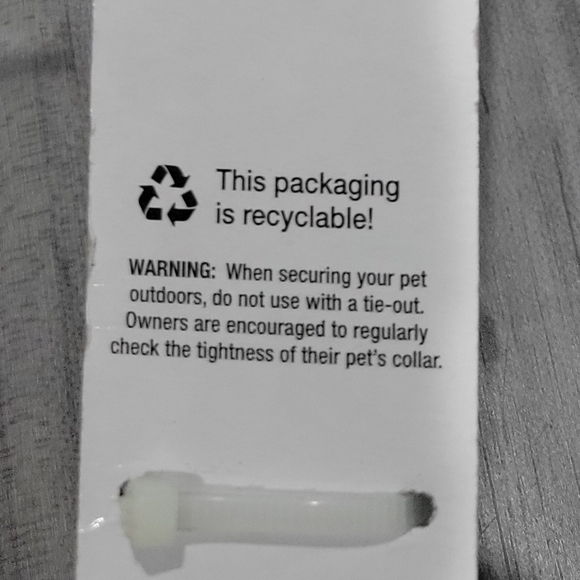 This packaging
is recyclable!
WARNING: When securing your pet
outdoors, do not use with a tie-out.
Owners are encouraged to regularly
check the tightness of their pet's collar.